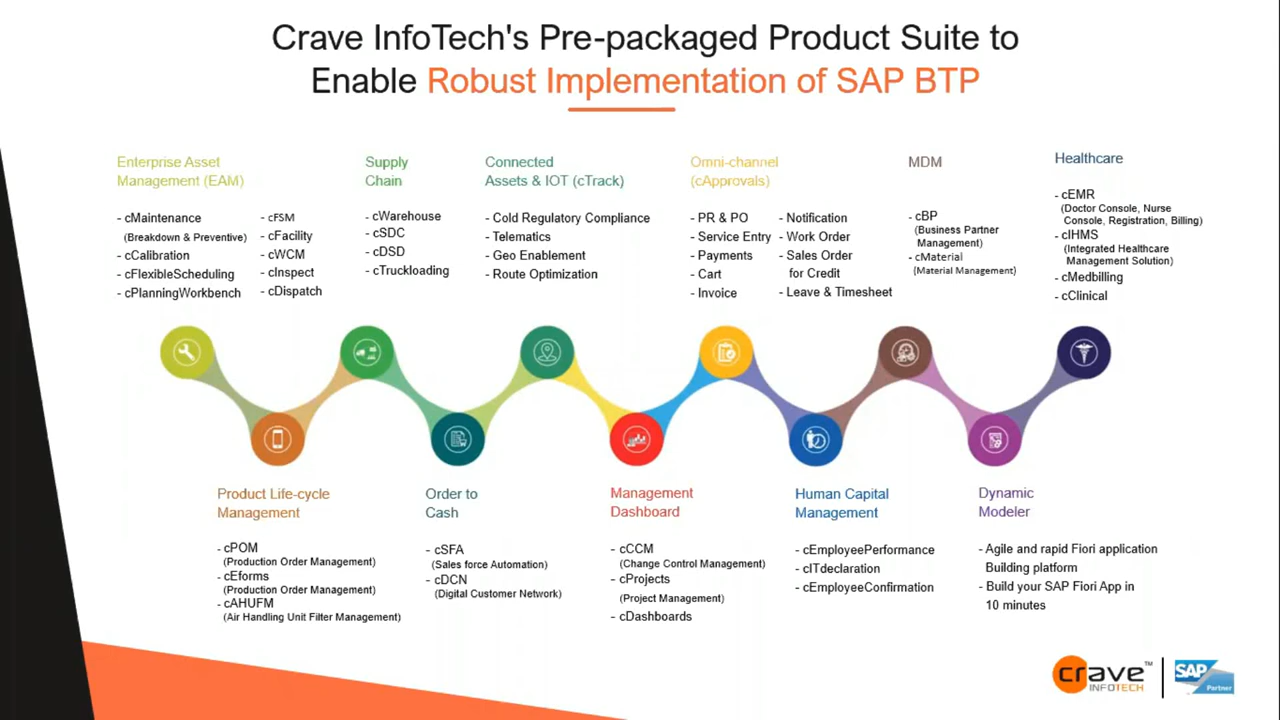 Crave InfoTech's Pre-packaged Product Suite to
Enable Robust Implementation of SAP BTP
Enterprise Asset
Management (EAM)
- cMaintenance
(Breakdown & Preventive)
- cCalibration
- cFlexibleScheduling
- cPlanningWorkbench
- cFSM
- cFacility
- cWCM
- cInspect
- cDispatch
Supply
Chain
- cWarehouse
- cSDC
- cDSD
- cTruckloading
Connected
Assets & IOT (cTrack)
- Cold Regulatory Compliance
- Telematics
- Geo Enablement
- Route Optimization
Omni-channel
(cApprovals)
- PR & PO
- Service Entry
- Payments
- Cart
- Invoice
- Notification
- Work Order
- Sales Order
for Credit
- Leave & Timesheet
MDM
- cBP
(Business Partner
Management)
- cMaterial
(Material Management)
Healthcare
- cEMR
(Doctor Console, Nurse
Console, Registration, Billing)
- cIHMS
(Integrated Healthcare
Management Solution)
- cMedbilling
- cClinical
Product Life-cycle
Management
- cPOM
(Production Order Management)
- cEforms
(Production Order Management)
- cAHUFM
(Air Handling Unit Filter Management)
Order to
Cash
- cSFA
(Sales force Automation)
- cDCN
(Digital Customer Network)
Management
Dashboard
- cCCM
(Change Control Management)
- cProjects
(Project Management)
- cDashboards
Human Capital
Management
- cEmployeePerformance
- cITdeclaration
- cEmployeeConfirmation
Dynamic
Modeler
- Agile and rapid Fiori application
Building platform
- Build your SAP Fiori App in
10 minutes
crave™
INFOTECH
SAP
Partner